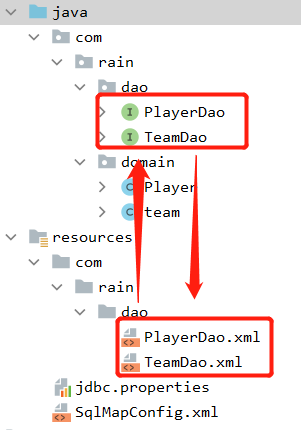 java
com
rain
dao
PlayerDao
TeamDao
domain
Player
team
resources
com
rain
dao
PlayerDao.xml
TeamDao.xml
jdbc.properties
SqlMapConfig.xml